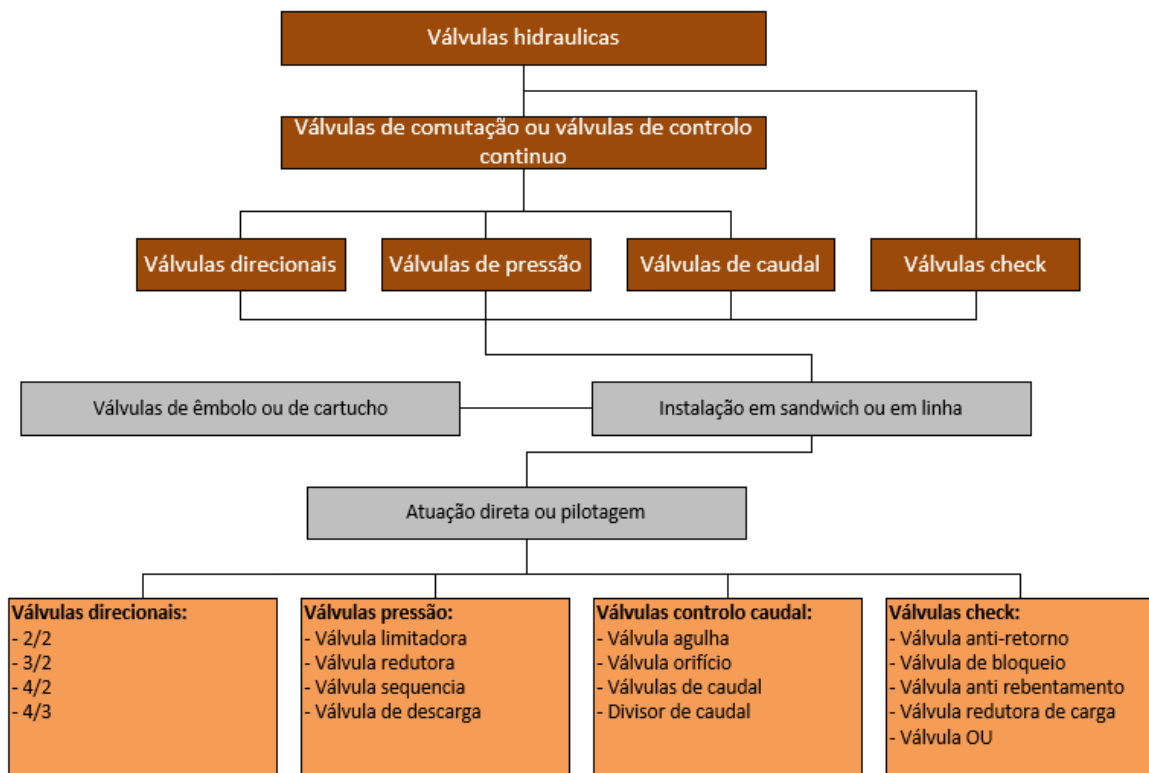 Válvulas hidraulicas
Válvulas de comutação ou válvulas de controlo
continuo
Válvulas direcionais
Válvulas de pressão
Válvulas de caudal
Válvulas check
Válvulas de êmbolo ou de cartucho
Instalação em sandwich ou em linha
Atuação direta ou pilotagem
Válvulas direcionais:
- 2/2
- 3/2
- 4/2
- 4/3
Válvulas pressão:
- Válvula limitadora
- Válvula redutora
- Válvula sequencia
- Válvula de descarga
Válvulas controlo caudal:
- Válvula agulha
- Válvula orifício
- Válvulas de caudal
- Divisor de caudal
Válvulas check:
- Válvula anti-retorno
- Válvula de bloqueio
- Válvula anti rebentamento
- Válvula redutora de carga
- Válvula OU